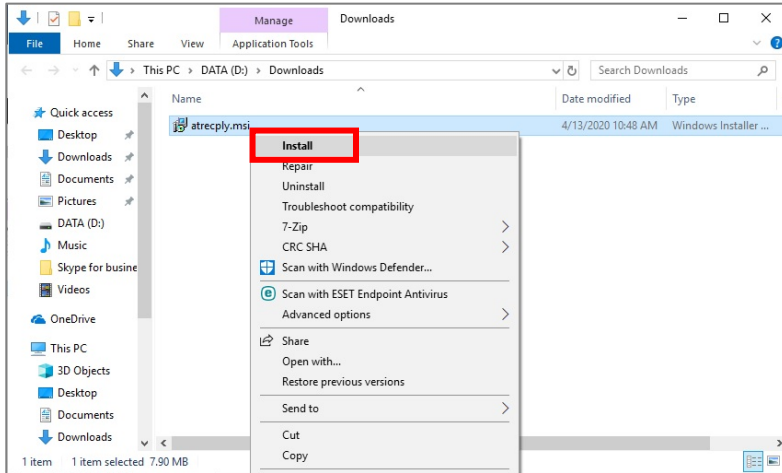 Manage
Downloads
File
Home
Share
View
Application Tools
This PC
DATA (D:)
Downloads
Search Downloads
Name
Date modified
Type
Quick access
Desktop
Downloads
Documents
Pictures
DATA (D:)
Music
Skype for busine
Videos
OneDrive
This PC
3D Objects
Desktop
Documents
Downloads
atrecply.msi
4/13/2020 10:48 AM
Windows Installer ...
Install
Repair
Uninstall
Troubleshoot compatibility
7-Zip
CRC SHA
Scan with Windows Defender...
Scan with ESET Endpoint Antivirus
Advanced options
Share
Open with...
Restore previous versions
Send to
Cut
Copy
1 item
1 item selected 7.90 MB